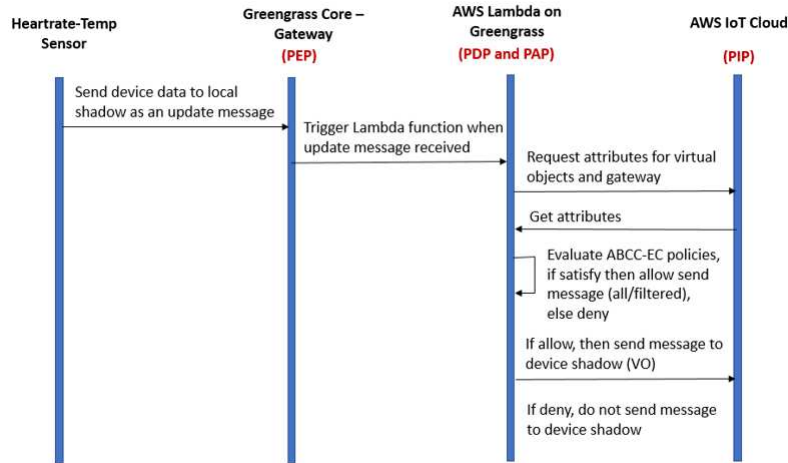 Heartrate-Temp
Sensor
Greengrass Core –
Gateway
(PEP)
AWS Lambda on
Greengrass
(PDP and PAP)
AWS IoT Cloud
(PIP)
Send device data to local
shadow as an update message
Trigger Lambda function when
update message received
Request attributes for virtual
objects and gateway
Get attributes
Evaluate ABCC-EC policies,
if satisfy then allow send
message (all/filtered),
else deny
If allow, then send message to
device shadow (VO)
If deny, do not send message
to device shadow